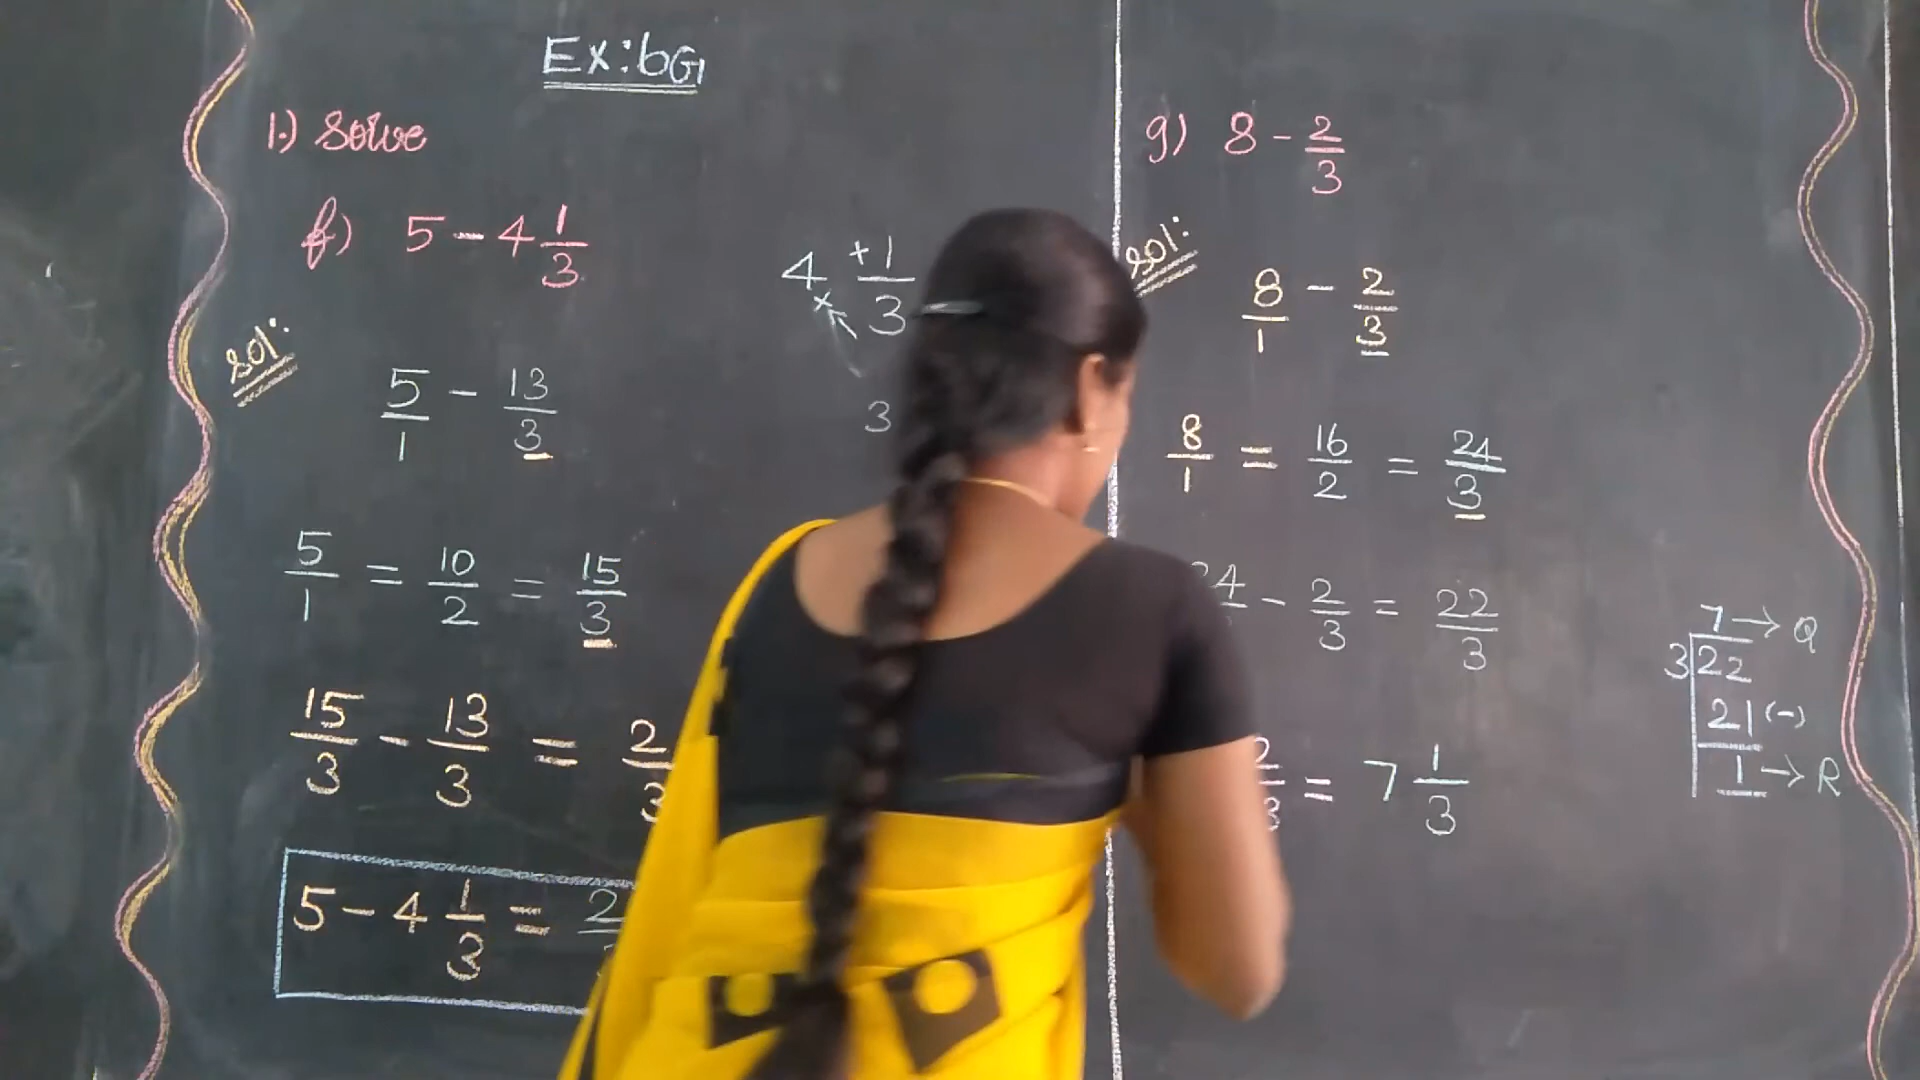 Ex:6G
1.) Solve
f) 5 - 4 1/3
4 + 1/3
×
3
sol:
5/1 - 13/3
5/1 = 10/2 = 15/3
15/3 - 13/3 = 2/3
5 - 4 1/3 = 2
g) 8 - 2/3
sol:
8/1 - 2/3
8/1 = 16/2 = 24/3
24 - 2/3 = 22/3
2/3 = 7 1/3
7 → Q
3 22
21 (-)
1 → R